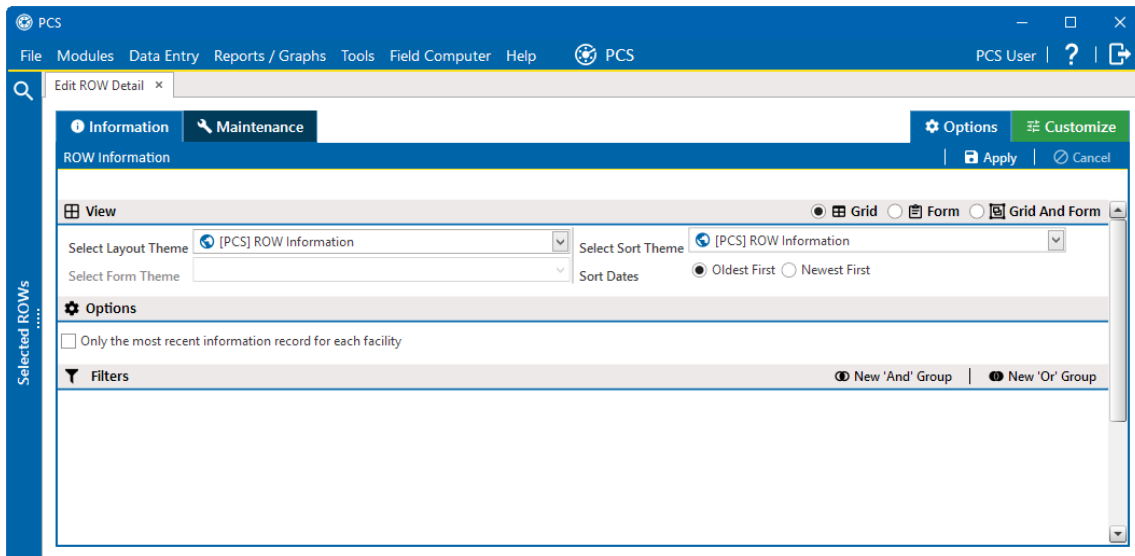 PCS
File Modules Data Entry Reports / Graphs Tools Field Computer Help PCS PCS User | ? |
Edit ROW Detail ×
Information Maintenance Options Customize
ROW Information | Apply | Cancel
View Grid Form Grid And Form
Select Layout Theme [PCS] ROW Information Select Sort Theme [PCS] ROW Information
Select Form Theme Sort Dates Oldest First Newest First
Options
Only the most recent information record for each facility
Filters New 'And' Group | New 'Or' Group
Selected ROWs